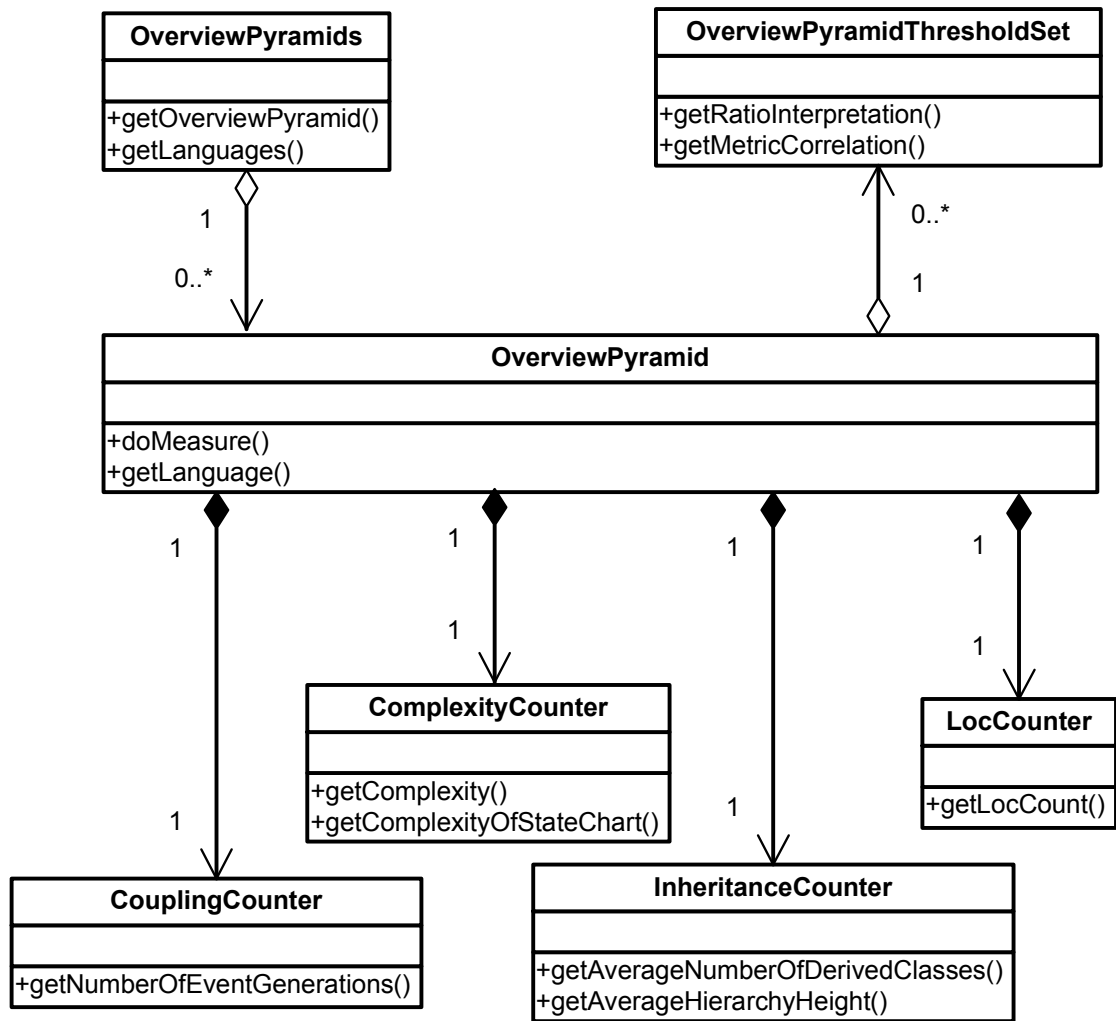 OverviewPyramids
+getOverviewPyramid()
+getLanguages()
OverviewPyramidThresholdSet
+getRatioInterpretation()
+getMetricCorrelation()
1
0..*
0..*
1
OverviewPyramid
+doMeasure()
+getLanguage()
1
1
1
1
1
1
1
1
ComplexityCounter
+getComplexity()
+getComplexityOfStateChart()
LocCounter
+getLocCount()
CouplingCounter
+getNumberOfEventGenerations()
InheritanceCounter
+getAverageNumberOfDerivedClasses()
+getAverageHierarchyHeight()